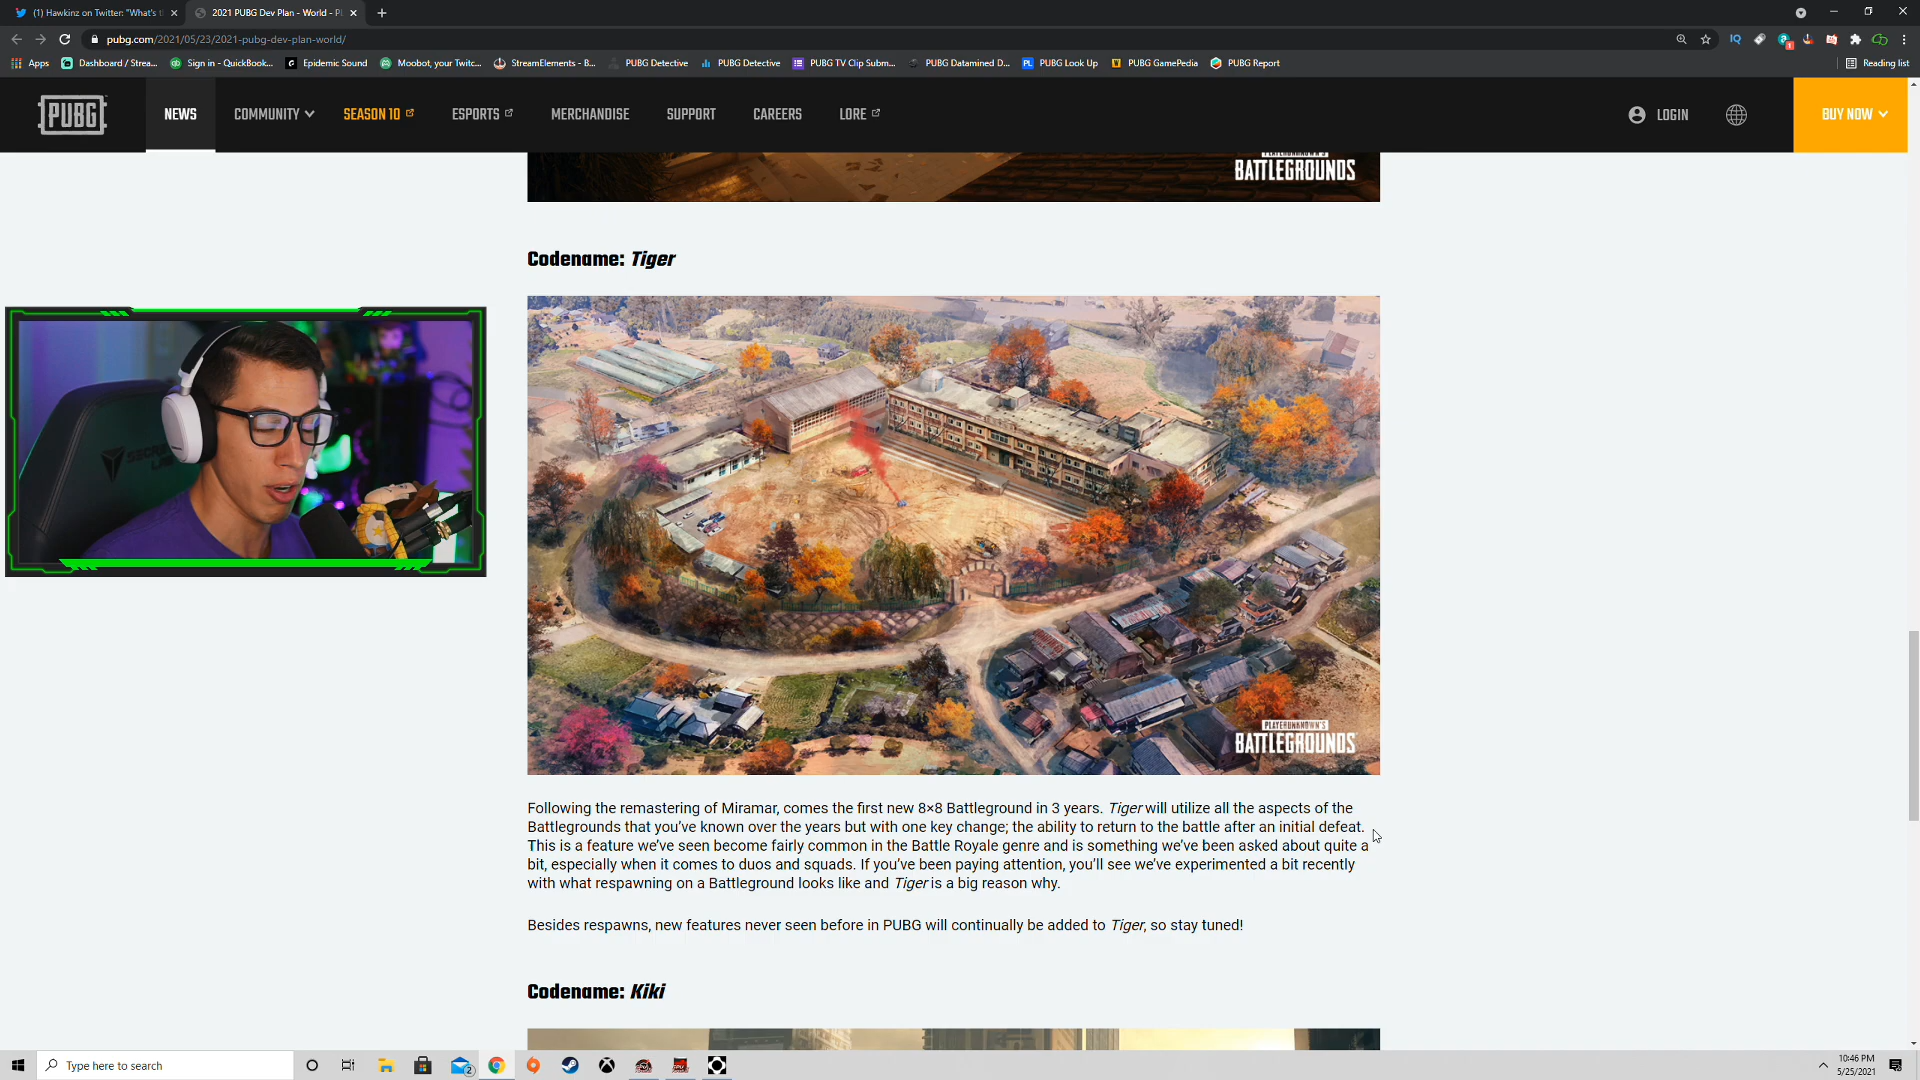 (1) Hawkinz on Twitter: "What's t
2021 PUBG Dev Plan - World - P
pubg.com/2021/05/23/2021-pubg-dev-plan-world/
Apps
Dashboard / Strea...
Sign in - QuickBook...
Epidemic Sound
Moobot, your Twitc...
StreamElements - B...
PUBG Detective
PUBG Detective
PUBG TV Clip Subm...
PUBG Datamined D...
PUBG Look Up
PUBG GamePedia
PUBG Report
Reading list
PUBG
NEWS
COMMUNITY
SEASON 10
ESPORTS
MERCHANDISE
SUPPORT
CAREERS
LORE
LOGIN
BUY NOW
BATTLEGROUNDS
Codename: Tiger
PLAYERUNKNOWN'S
BATTLEGROUNDS
Following the remastering of Miramar, comes the first new 8×8 Battleground in 3 years. Tiger will utilize all the aspects of the
Battlegrounds that you've known over the years but with one key change; the ability to return to the battle after an initial defeat.
This is a feature we've seen become fairly common in the Battle Royale genre and is something we've been asked about quite a
bit, especially when it comes to duos and squads. If you've been paying attention, you'll see we've experimented a bit recently
with what respawning on a Battleground looks like and Tiger is a big reason why.
Besides respawns, new features never seen before in PUBG will continually be added to Tiger, so stay tuned!
Codename: Kiki
Type here to search
2
10:46 PM
5/25/2021